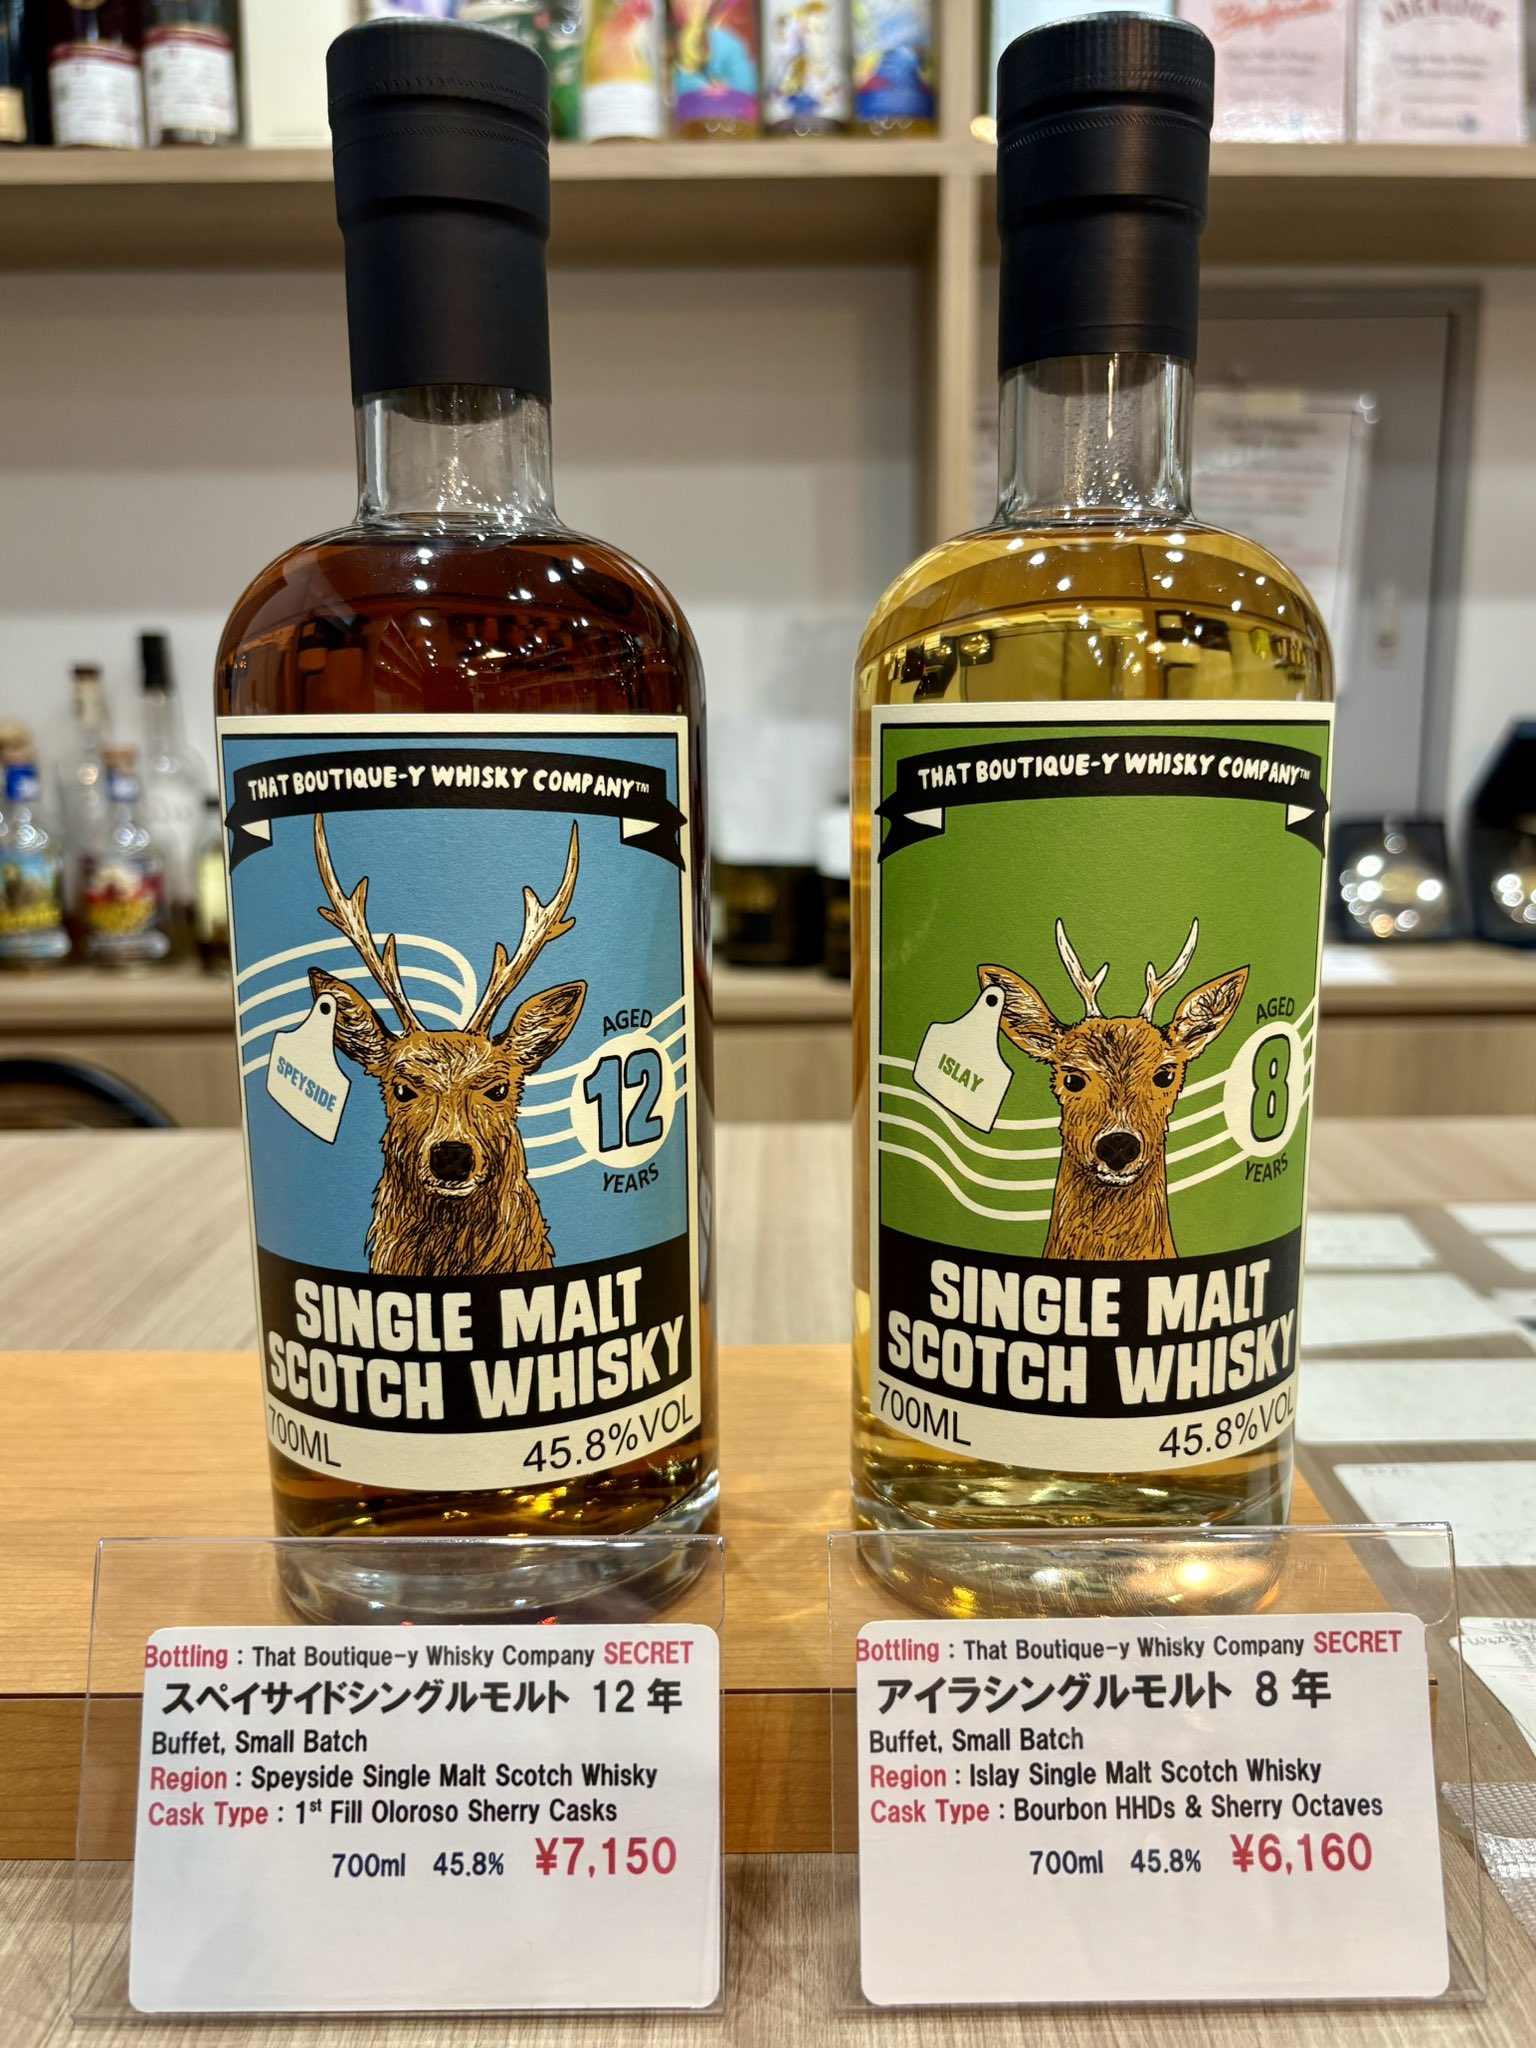 THAT BOUTIQUE-Y WHISKY COMPANY™
SPEYSIDE
AGED
12
YEARS
SINGLE MALT
SCOTCH WHISKY
700ML
45.8%VOL
THAT BOUTIQUE-Y WHISKY COMPANY™
ISLAY
AGED
8
YEARS
SINGLE MALT
SCOTCH WHISKY
700ML
45.8%VOL
Bottling : That Boutique-y Whisky Company SECRET
スペイサイドシングルモルト 12 年
Buffet, Small Batch
Region : Speyside Single Malt Scotch Whisky
Cask Type : 1st Fill Oloroso Sherry Casks
700ml 45.8% ¥7,150
Bottling : That Boutique-y Whisky Company SECRET
アイラシングルモルト 8 年
Buffet, Small Batch
Region : Islay Single Malt Scotch Whisky
Cask Type : Bourbon HHDs & Sherry Octaves
700ml 45.8% ¥6,160